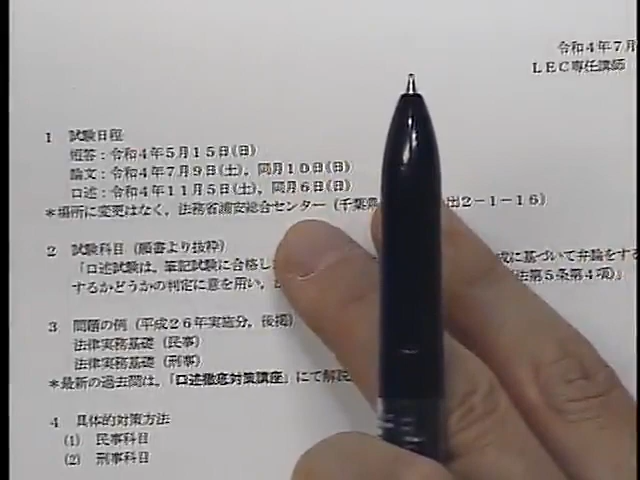 令和4年7月
LEC専任講師
1 試験日程
短答：令和4年5月15日(日)
論文：令和4年7月9日(土)，同月10日(日)
口述：令和4年11月5日(土)，同月6日(日)
＊場所に変更はなく，法務省浦安総合センター（千葉県 出2－1－16）
2 試験科目（願書より抜粋）
「口述試験は，筆記試験に合格し 成に基づいて弁論をする
するかどうかの判定に意を用い， 法第5条第4項）」
3 問題の例（平成26年実施分，後掲）
法律実務基礎（民事）
法律実務基礎（刑事）
＊最新の過去問は，「口述徹底対策講座」にて解説
4 具体的対策方法
(1) 民事科目
(2) 刑事科目